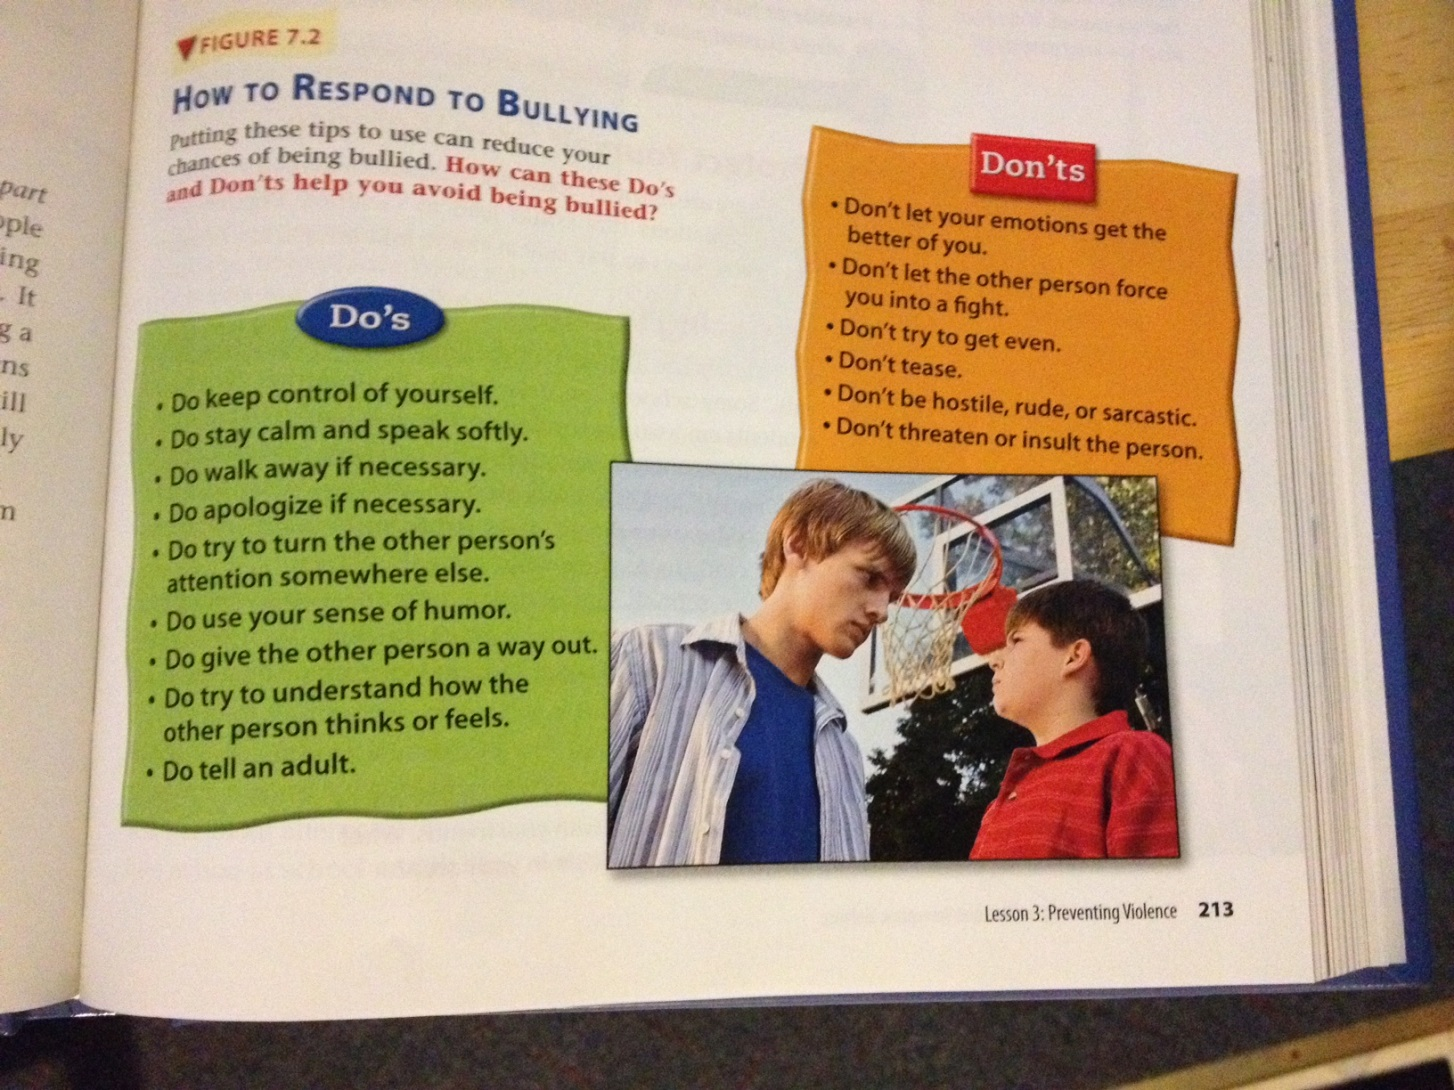 part
ing
. It
g a
ill
ly
FIGURE 7.2
HOW TO RESPOND TO BULLYING
Putting these tips to use can reduce your
chances of being bullied. How can these Do's
and Don'ts help you avoid being bullied?
Do's
• Do keep control of yourself.
• Do stay calm and speak softly.
• Do walk away if necessary.
• Do apologize if necessary.
• Do try to turn the other person's
attention somewhere else.
• Do use your sense of humor.
• Do give the other person a way out.
• Do try to understand how the
other person thinks or feels.
• Do tell an adult.
Don'ts
• Don't let your emotions get the
better of you.
• Don't let the other person force
you into a fight.
• Don't try to get even.
• Don't tease.
• Don't be hostile, rude, or sarcastic.
• Don't threaten or insult the person.
Lesson 3: Preventing Violence 213